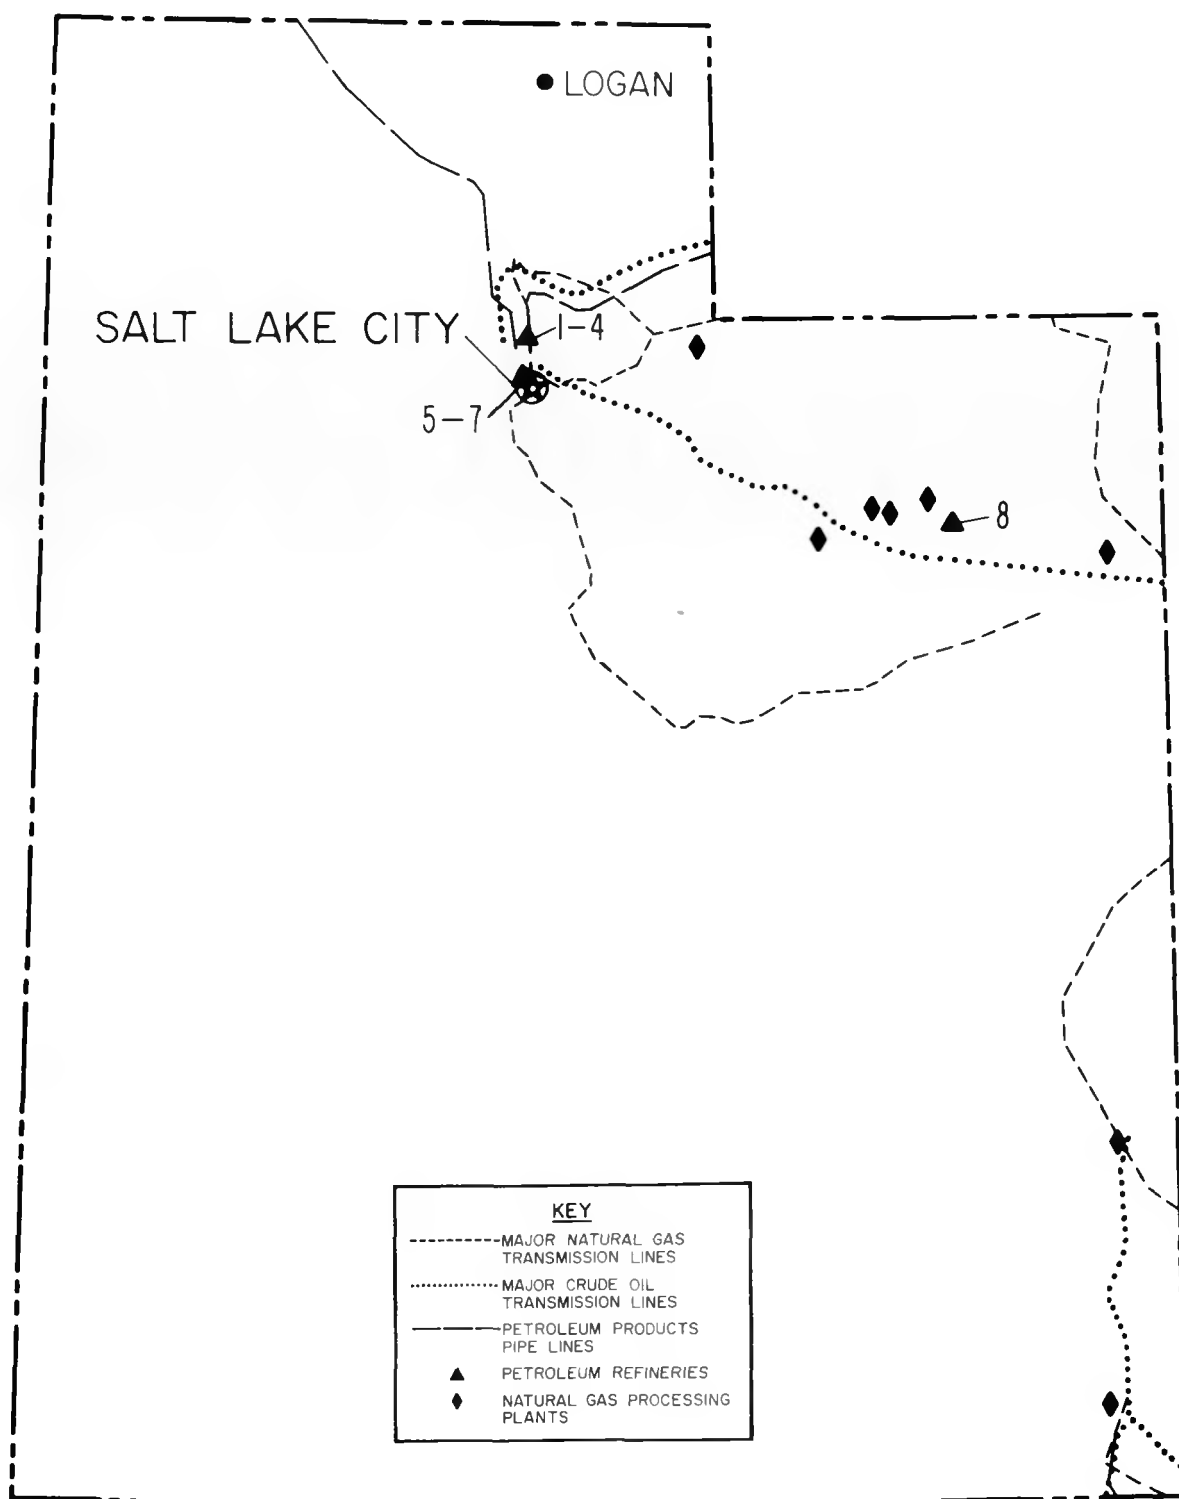 LOGAN
1-4
SALT LAKE CITY
5-7
8
KEY
MAJOR NATURAL GAS
TRANSMISSION LINES
MAJOR CRUDE OIL
TRANSMISSION LINES
PETROLEUM PRODUCTS
PIPE LINES
PETROLEUM REFINERIES
NATURAL GAS PROCESSING
PLANTS